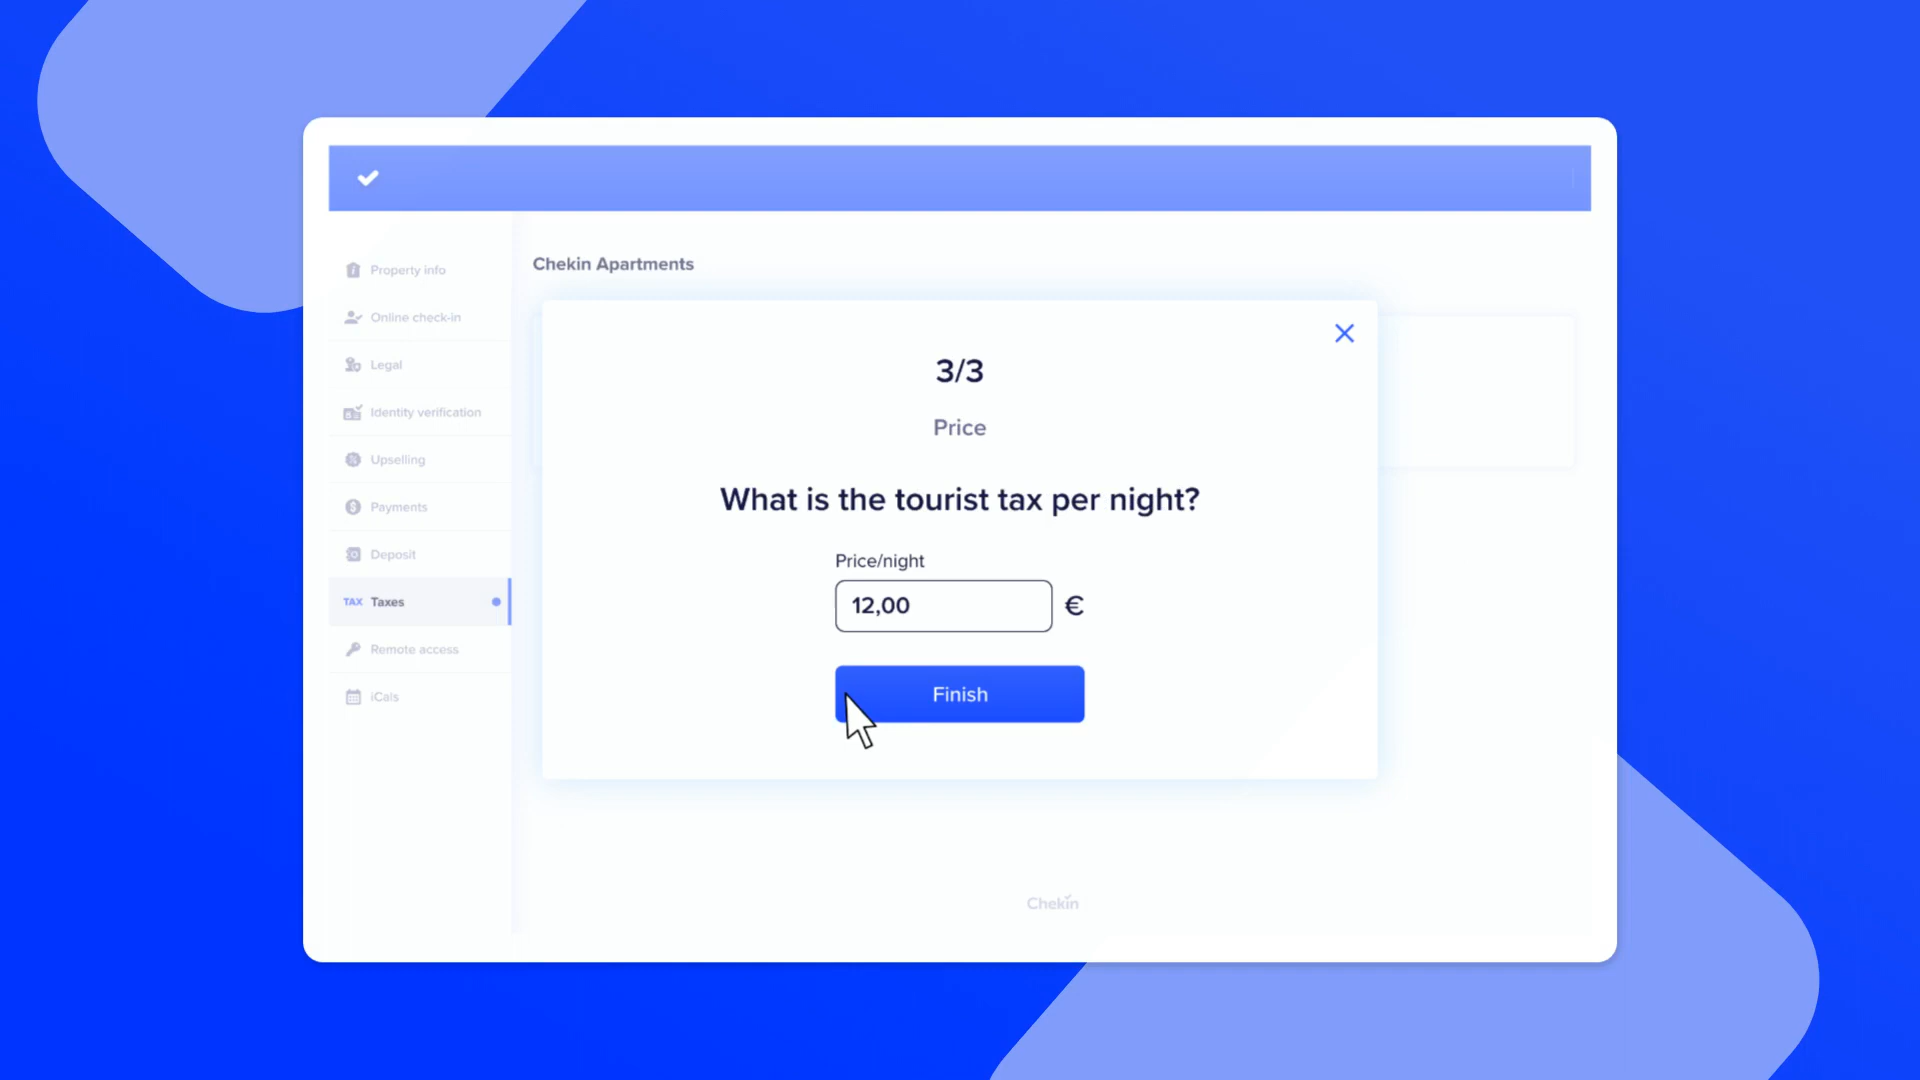 Property info
Online check-in
Legal
Identity verification
Upselling
Payments
Deposit
TAX Taxes
Remote access
iCals
Chekin Apartments
3/3
Price
What is the tourist tax per night?
Price/night
12,00 €
Finish
Chekin